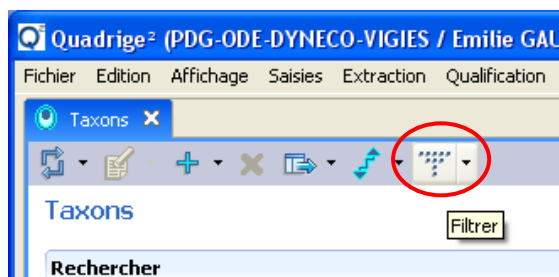 Quadrige² (PDG-ODE-DYNECO-VIGIES / Emilie GAU
Fichier Edition Affichage Saisies Extraction Qualification
Taxons
Taxons
Filtrer
Rechercher